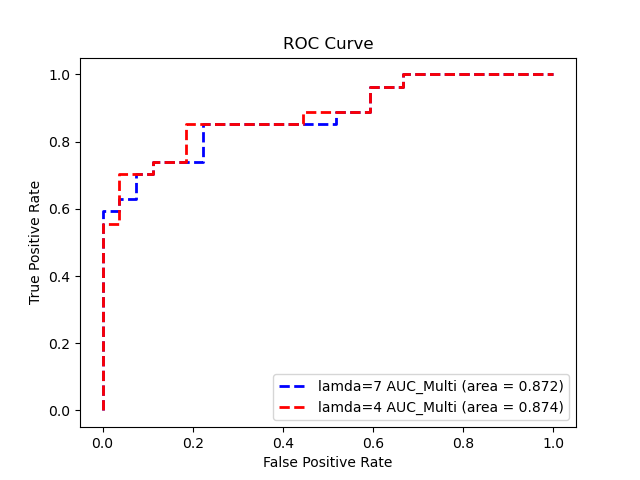 ROC Curve
1.0
0.8
0.6
0.4
0.2
0.0
True Positive Rate
lamda=7 AUC_Multi (area = 0.872)
lamda=4 AUC_Multi (area = 0.874)
0.0 0.2 0.4 0.6 0.8 1.0
False Positive Rate